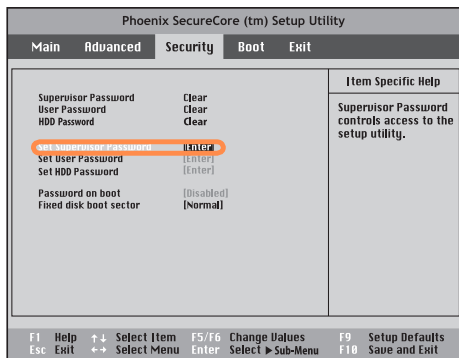 Phoenix SecureCore (tm) Setup Utility
Main Advanced Security Boot Exit
Item Specific Help
Supervisor Password Clear
User Password Clear
HDD Password Clear
Set Supervisor Password [Enter]
Set User Password [Enter]
Set HDD Password [Enter]
Password on boot [Disabled]
Fixed disk boot sector [Normal]
Supervisor Password
controls access to the
setup utility.
F1 Help ↑↓ Select Item F5/F6 Change Values F9 Setup Defaults
Esc Exit ←→ Select Menu Enter Select ▶ Sub-Menu F10 Save and Exit